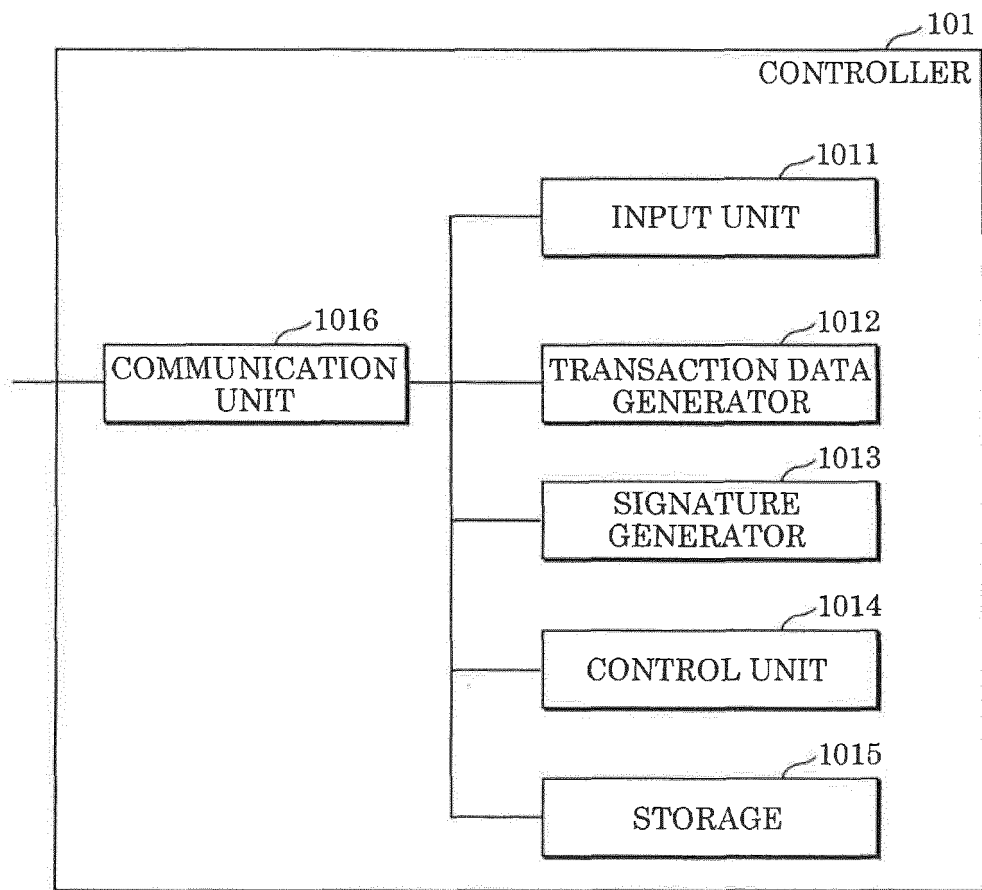 101
CONTROLLER
1011
INPUT UNIT
1016
COMMUNICATION
UNIT
1012
TRANSACTION DATA
GENERATOR
1013
SIGNATURE
GENERATOR
1014
CONTROL UNIT
1015
STORAGE